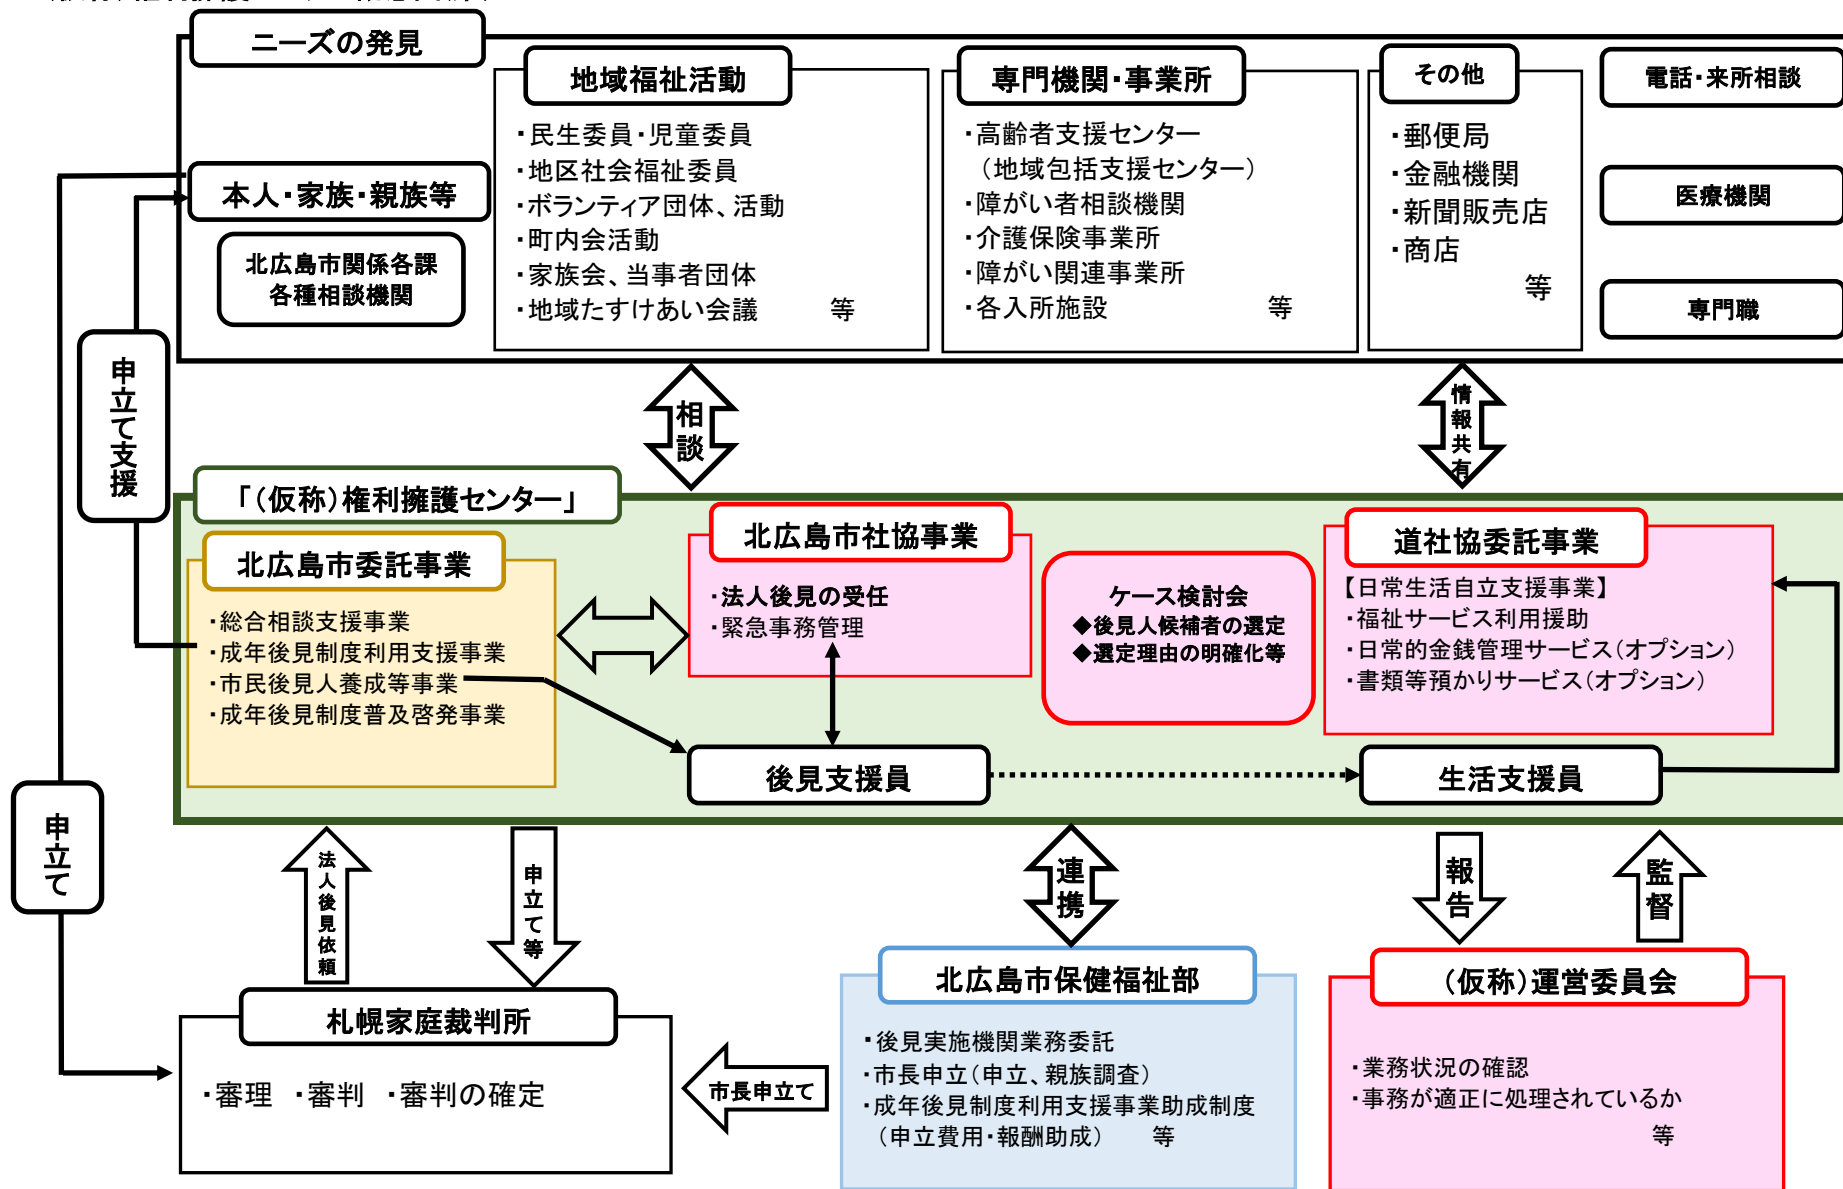 ニーズの発見
地域福祉活動
・民生委員・児童委員
・地区社会福祉委員
・ボランティア団体、活動
・町内会活動
・家族会、当事者団体
・地域たすけあい会議　　　等
専門機関・事業所
・高齢者支援センター
（地域包括支援センター）
・障がい者相談機関
・介護保険事業所
・障がい関連事業所
・各入所施設　　　等
その他
・郵便局
・金融機関
・新聞販売店
・商店
等
電話・来所相談
医療機関
専門職
本人・家族・親族等
北広島市関係各課
各種相談機関
申立て支援
申立て
相談
情報共有
「（仮称）権利擁護センター」
北広島市委託事業
・総合相談支援事業
・成年後見制度利用支援事業
・市民後見人養成等事業
・成年後見制度普及啓発事業
北広島市社協事業
・法人後見の受任
・緊急事務管理
ケース検討会
◆後見人候補者の選定
◆選定理由の明確化等
道社協委託事業
【日常生活自立支援事業】
・福祉サービス利用援助
・日常的金銭管理サービス（オプション）
・書類等預かりサービス（オプション）
後見支援員
生活支援員
法人後見依頼
申立て等
連携
報告
監督
札幌家庭裁判所
・審理　・審判　・審判の確定
市長申立て
北広島市保健福祉部
・後見実施機関業務委託
・市長申立（申立、親族調査）
・成年後見制度利用支援事業助成制度
（申立費用・報酬助成）　　等
（仮称）運営委員会
・業務状況の確認
・事務が適正に処理されているか
等